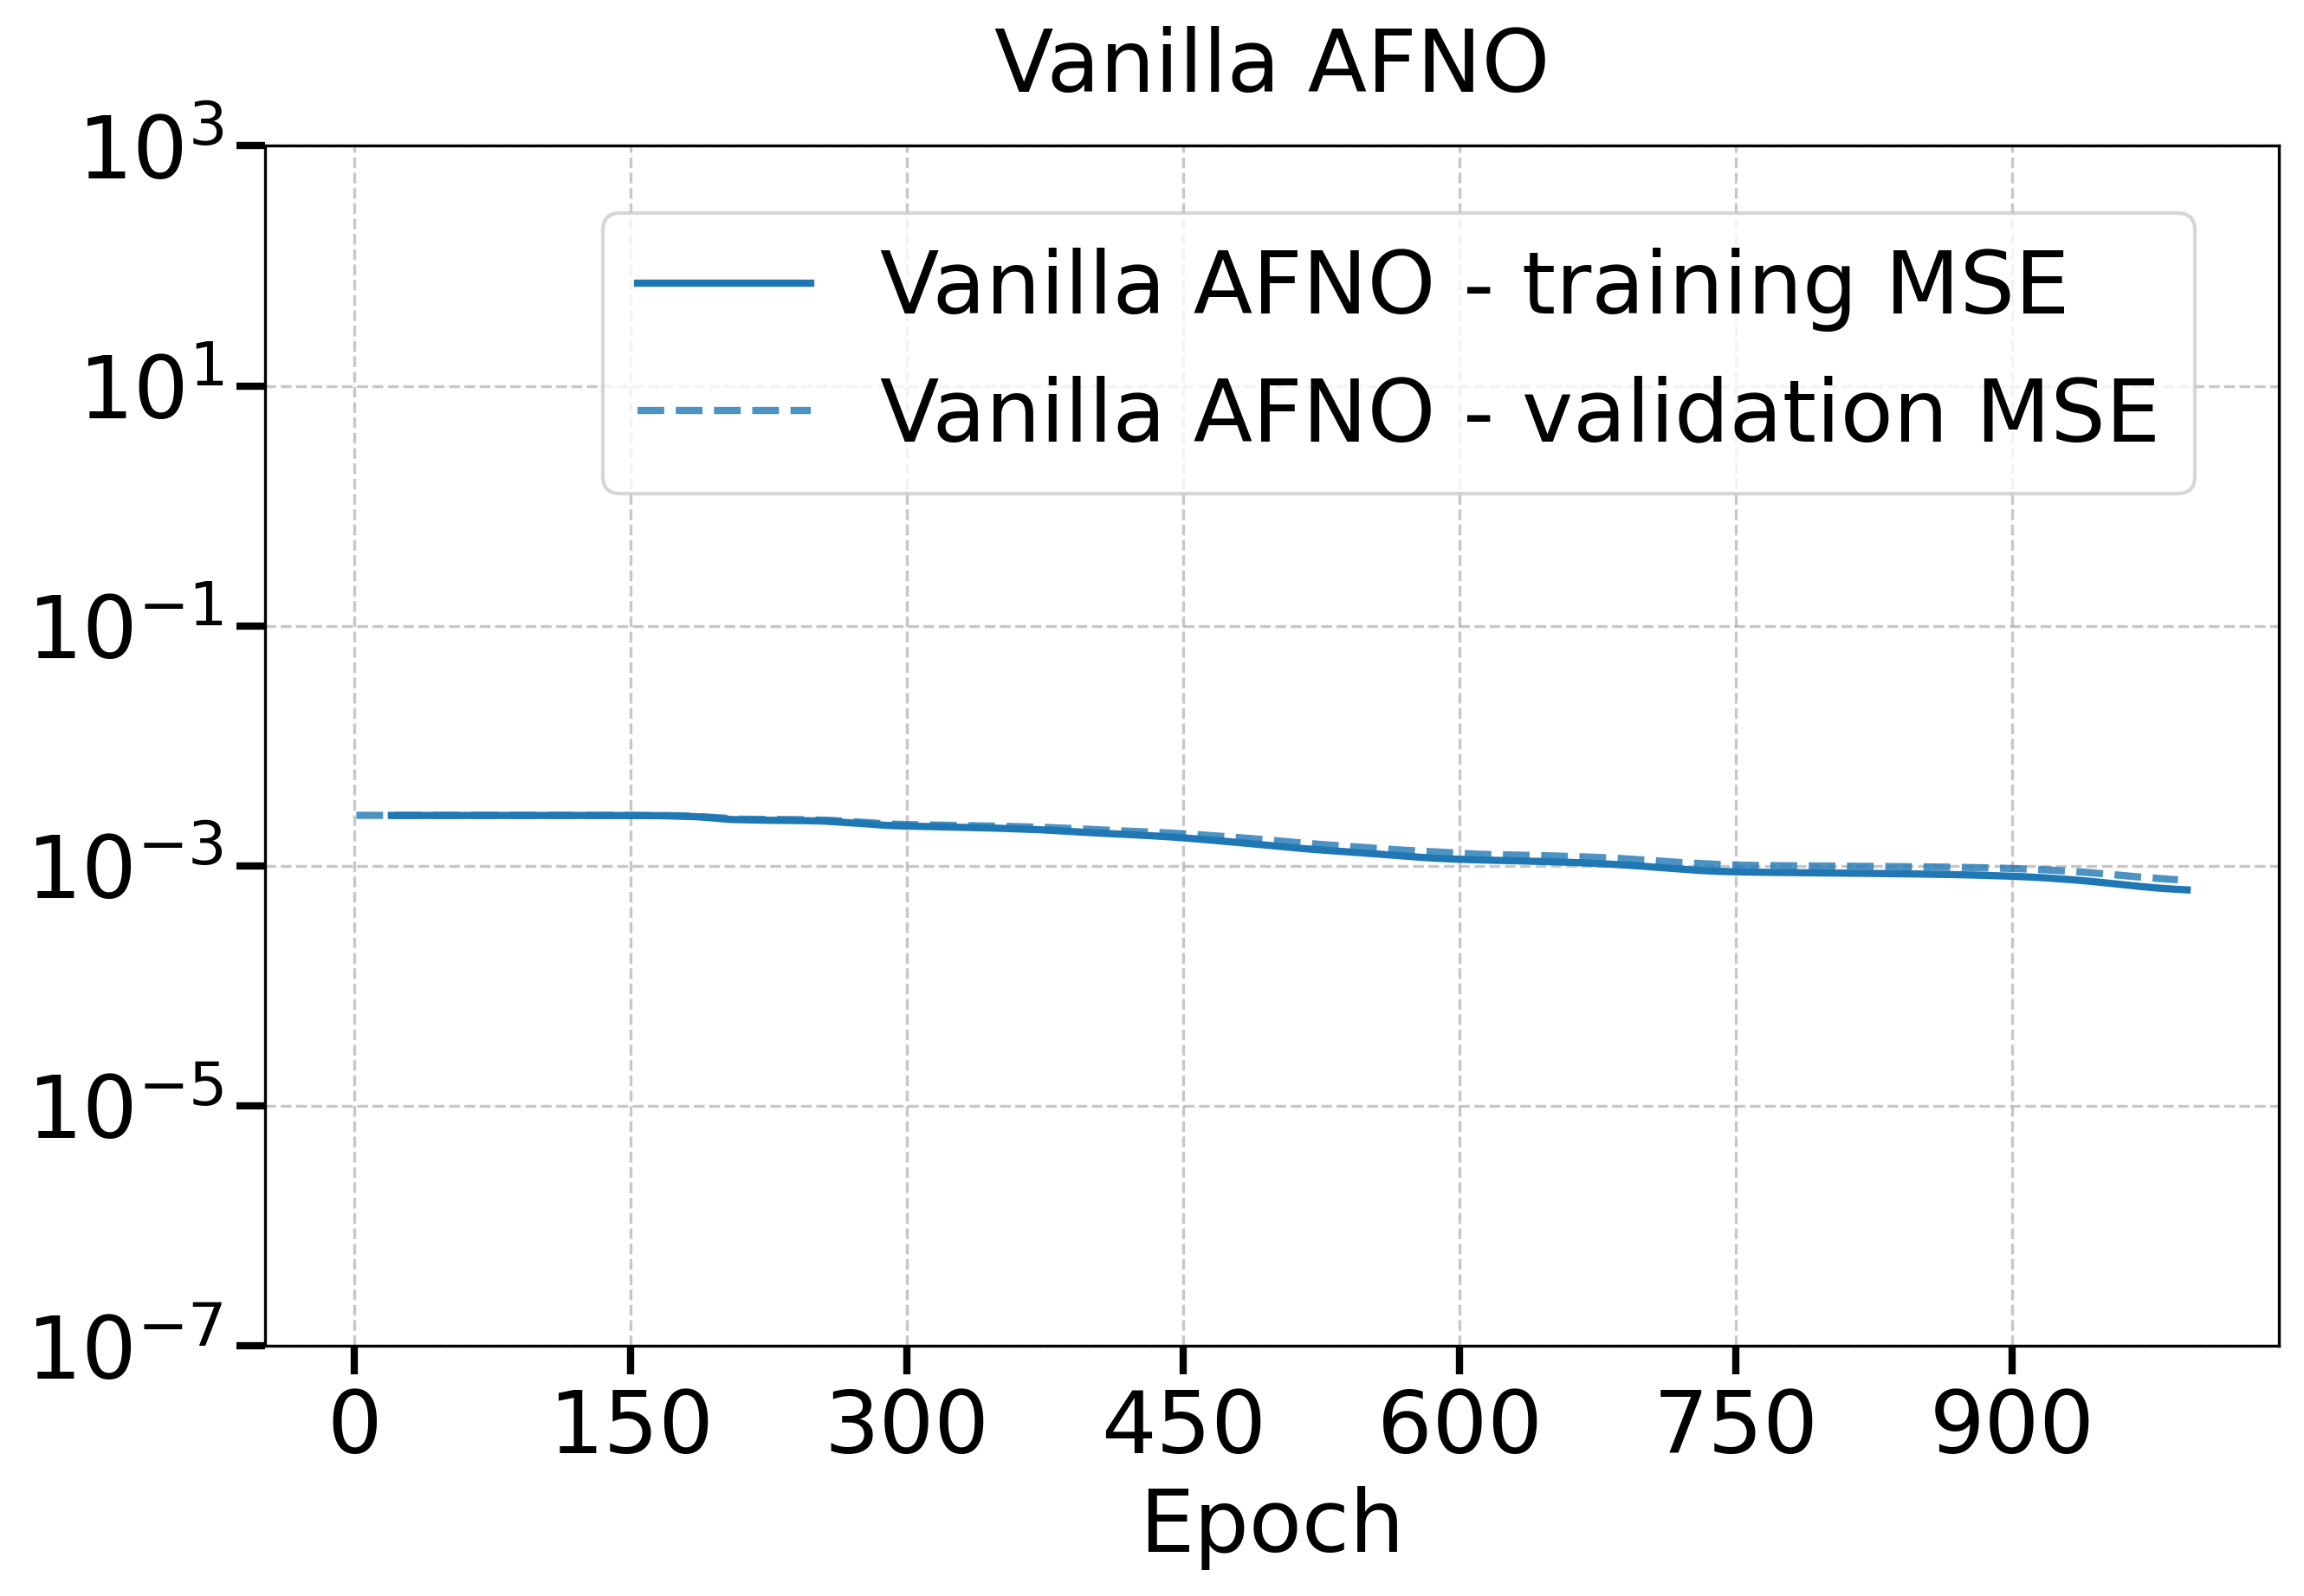 Vanilla AFNO
10³
10¹
10⁻¹
10⁻³
10⁻⁵
10⁻⁷
Vanilla AFNO - training MSE
Vanilla AFNO - validation MSE
0 150 300 450 600 750 900
Epoch